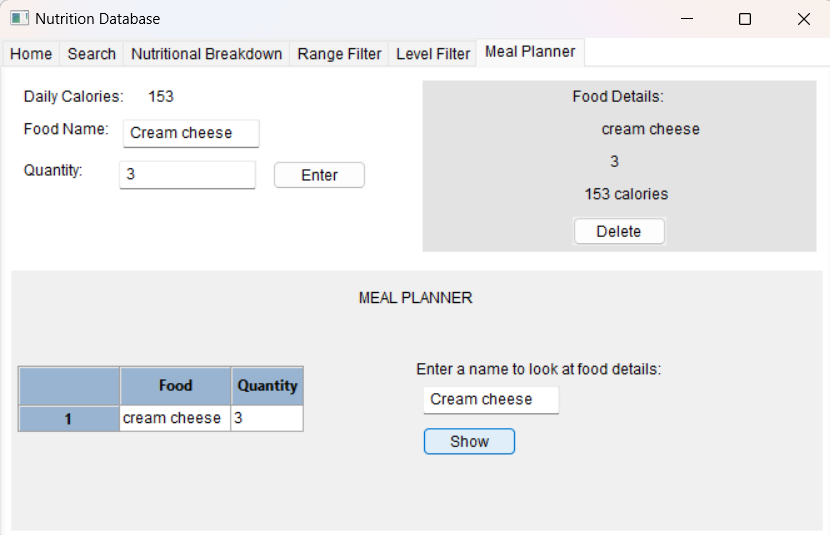 Nutrition Database
Home Search Nutritional Breakdown Range Filter Level Filter Meal Planner
Daily Calories: 153
Food Name: Cream cheese
Quantity: 3 Enter
Food Details:
cream cheese
3
153 calories
Delete
MEAL PLANNER
Food Quantity
1 cream cheese 3
Enter a name to look at food details:
Cream cheese
Show